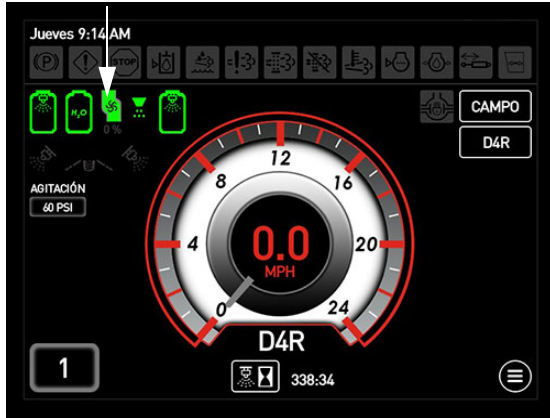 Jueves 9:14 AM
(P) STOP
H₂O
0 %
CAMPO
D4R
AGITACIÓN
60 PSI
0
4
8
12
16
20
24
0.0
MPH
D4R
1
338:34